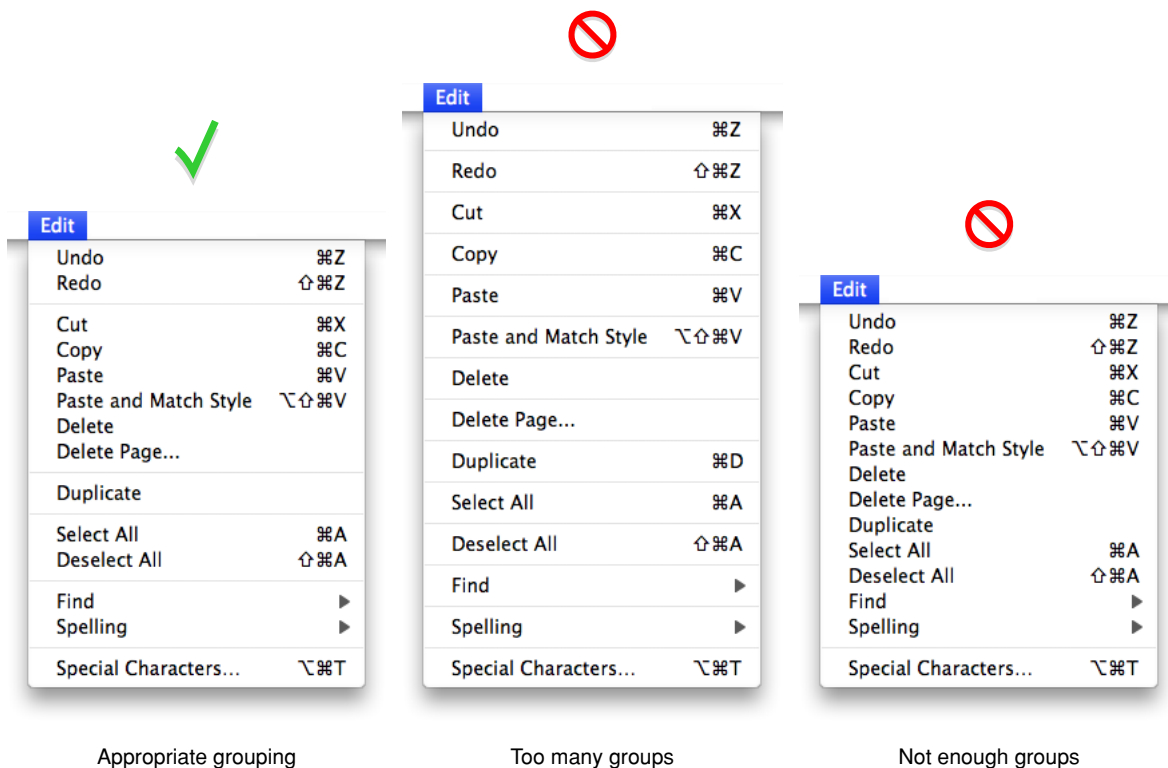 Edit
Undo ⌘Z
Redo ⇧⌘Z
Cut ⌘X
Copy ⌘C
Paste ⌘V
Paste and Match Style ⌥⇧⌘V
Delete
Delete Page...
Duplicate
Select All ⌘A
Deselect All ⇧⌘A
Find ▶
Spelling ▶
Special Characters... ⌥⌘T
Appropriate grouping
Edit
Undo ⌘Z
Redo ⇧⌘Z
Cut ⌘X
Copy ⌘C
Paste ⌘V
Paste and Match Style ⌥⇧⌘V
Delete
Delete Page...
Duplicate ⌘D
Select All ⌘A
Deselect All ⇧⌘A
Find ▶
Spelling ▶
Special Characters... ⌥⌘T
Too many groups
Edit
Undo ⌘Z
Redo ⇧⌘Z
Cut ⌘X
Copy ⌘C
Paste ⌘V
Paste and Match Style ⌥⇧⌘V
Delete
Delete Page...
Duplicate
Select All ⌘A
Deselect All ⇧⌘A
Find ▶
Spelling ▶
Special Characters... ⌥⌘T
Not enough groups